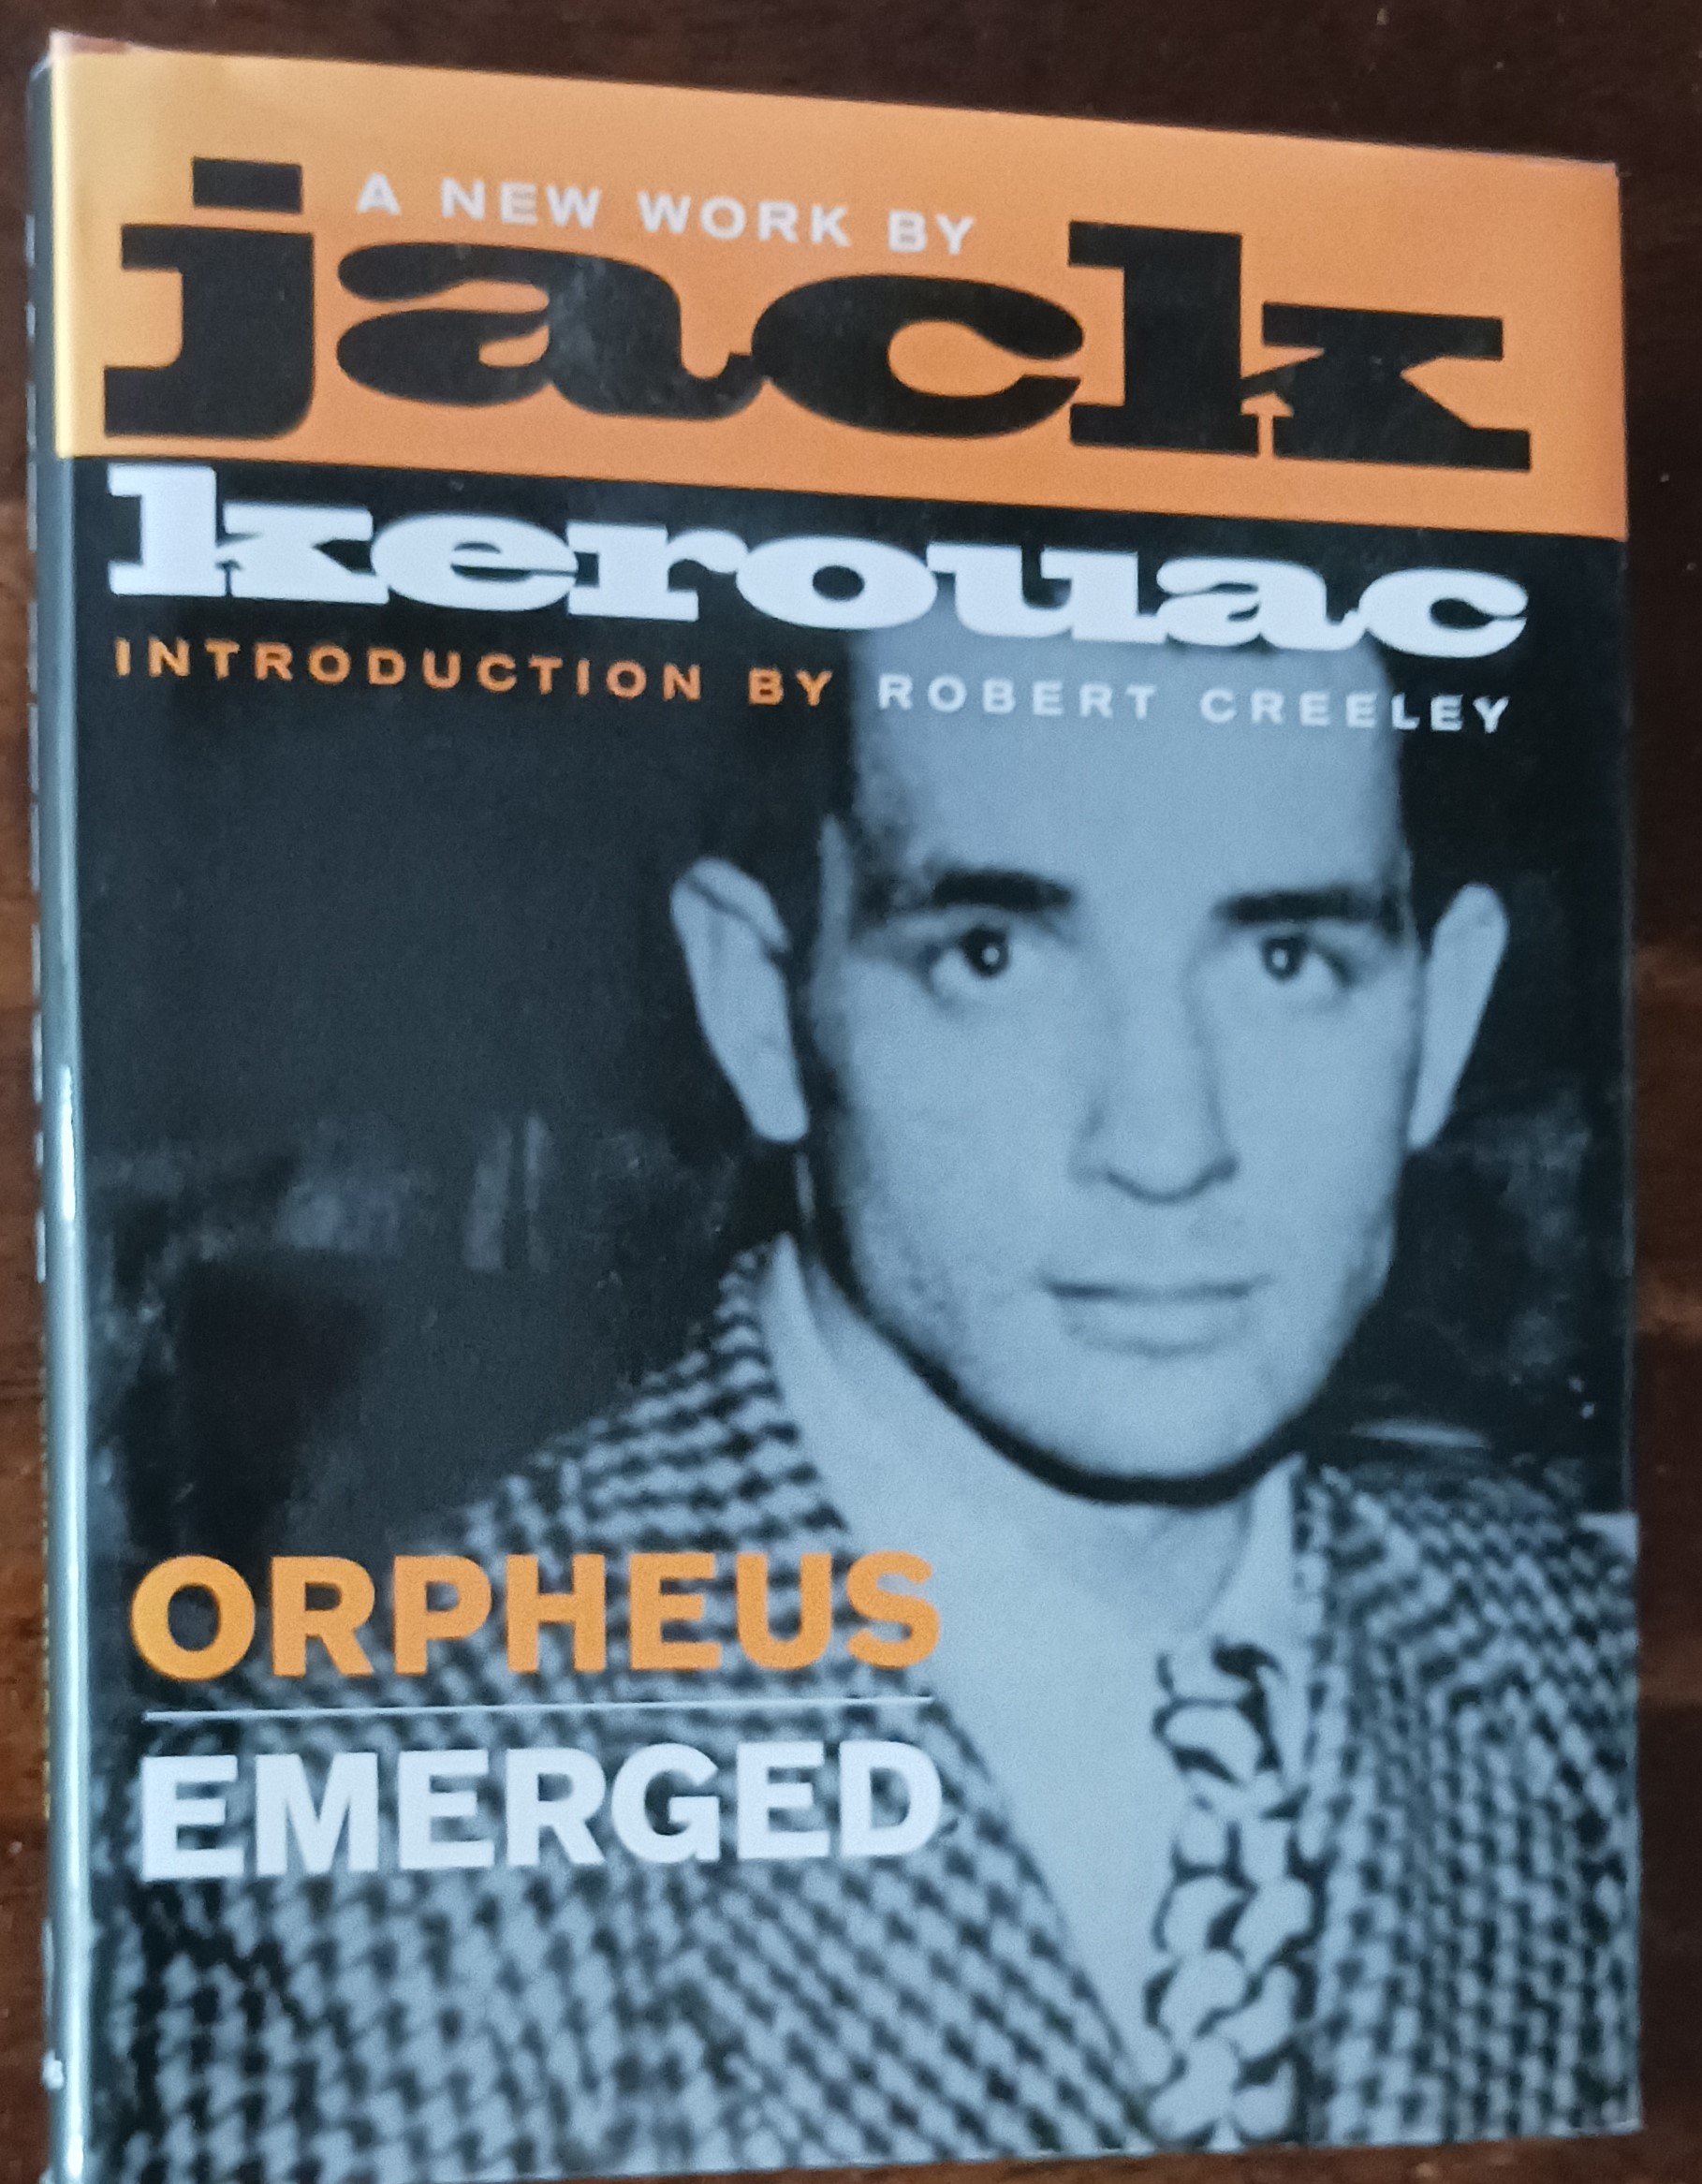 A NEW WORK BY
jack
kerouac
INTRODUCTION BY ROBERT CREELEY
ORPHEUS
EMERGED